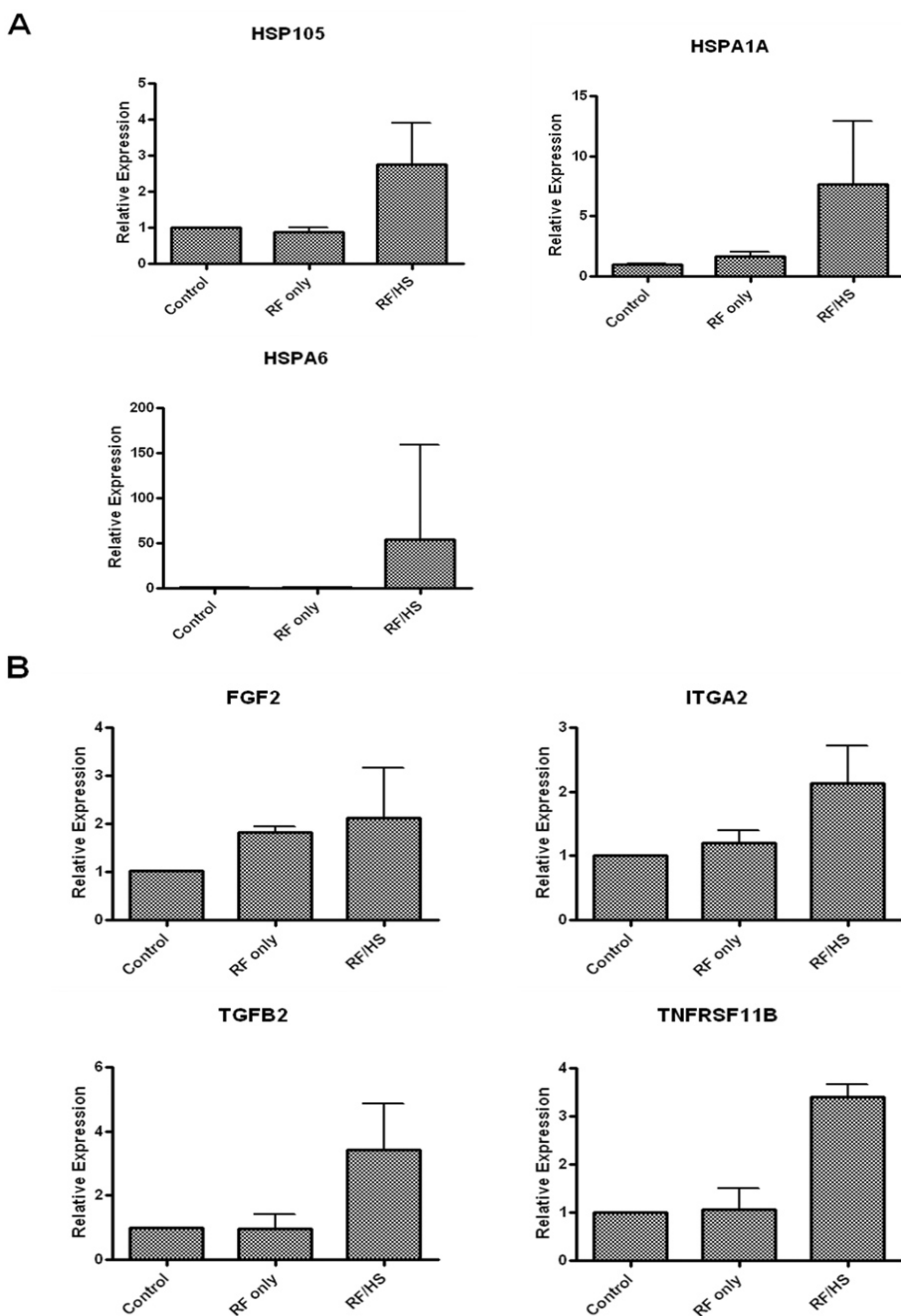 A
HSP105
Relative Expression
5
4
3
2
1
0
Control
RF only
RF/HS
HSPA1A
Relative Expression
15
10
5
0
Control
RF only
RF/HS
HSPA6
Relative Expression
200
150
100
50
0
Control
RF only
RF/HS
B
FGF2
Relative Expression
4
3
2
1
0
Control
RF only
RF/HS
ITGA2
Relative Expression
3
2
1
0
Control
RF only
RF/HS
TGFB2
Relative Expression
6
4
2
0
Control
RF only
RF/HS
TNFRSF11B
Relative Expression
4
3
2
1
0
Control
RF only
RF/HS